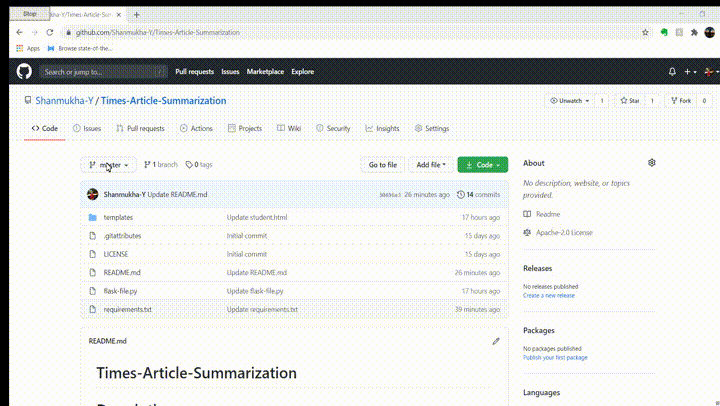 Stop
ha-Y/Times-Article-Sum
github.com/Shanmukha-Y/Times-Article-Summarization
Apps Browse state-of-the...
Search or jump to... / Pull requests Issues Marketplace Explore
Shanmukha-Y / Times-Article-Summarization
Unwatch 1 Star 1 Fork 0
Code Issues Pull requests Actions Projects Wiki Security Insights Settings
master 1 branch 0 tags Go to file Add file Code
Shanmukha-Y Update README.md 26 minutes ago 14 commits
templates Update student.html 17 hours ago
.gitattributes Initial commit 15 days ago
LICENSE Initial commit 15 days ago
README.md Update README.md 26 minutes ago
flask-file.py Update flask-file.py 17 hours ago
requirements.txt Update requirements.txt 39 minutes ago
README.md
Times-Article-Summarization
About
No description, website, or topics
provided.
Readme
Apache-2.0 License
Releases
No releases published
Create a new release
Packages
No packages published
Publish your first package
Languages